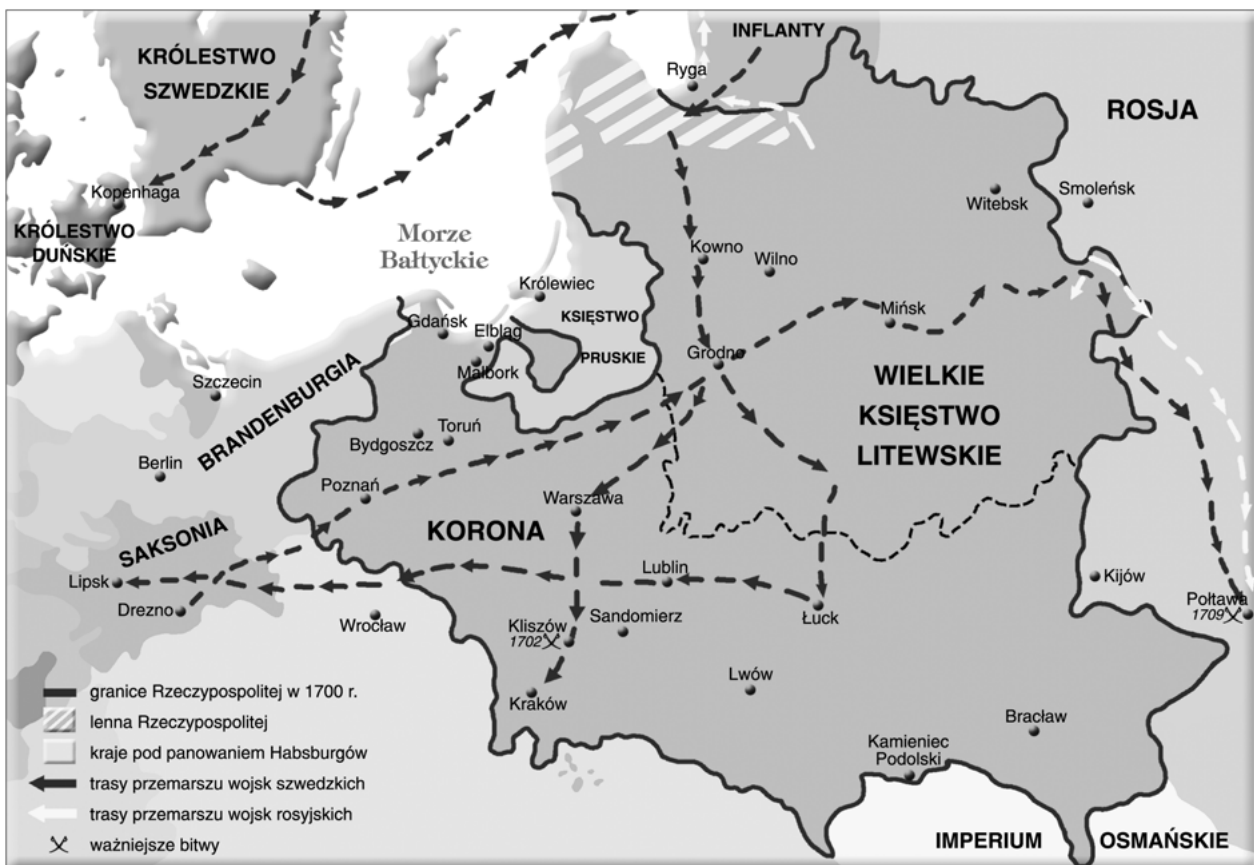 KRÓLESTWO
SZWEDZKIE
INFLANTY
Ryga
ROSJA
Kopenhaga
KRÓLESTWO
DUŃSKIE
Witebsk
Smoleńsk
Morze
Bałtyckie
Kowno
Wilno
Królewiec
KSIĘSTWO
PRUSKIE
Gdańsk
Elbląg
Malbork
Mińsk
Grodno
Szczecin
BRANDENBURGIA
WIELKIE
KSIĘSTWO
LITEWSKIE
Bydgoszcz
Toruń
Berlin
Poznań
Warszawa
KORONA
SAKSONIA
Lipsk
Drezno
Wrocław
Lublin
Łuck
Kijów
Połtawa
1709
Sandomierz
Kliszów
1702
Kraków
Lwów
Bracław
Kamieniec
Podolski
IMPERIUM
OSMAŃSKIE
granice Rzeczypospolitej w 1700 r.
lenna Rzeczypospolitej
kraje pod panowaniem Habsburgów
trasy przemarszu wojsk szwedzkich
trasy przemarszu wojsk rosyjskich
ważniejsze bitwy